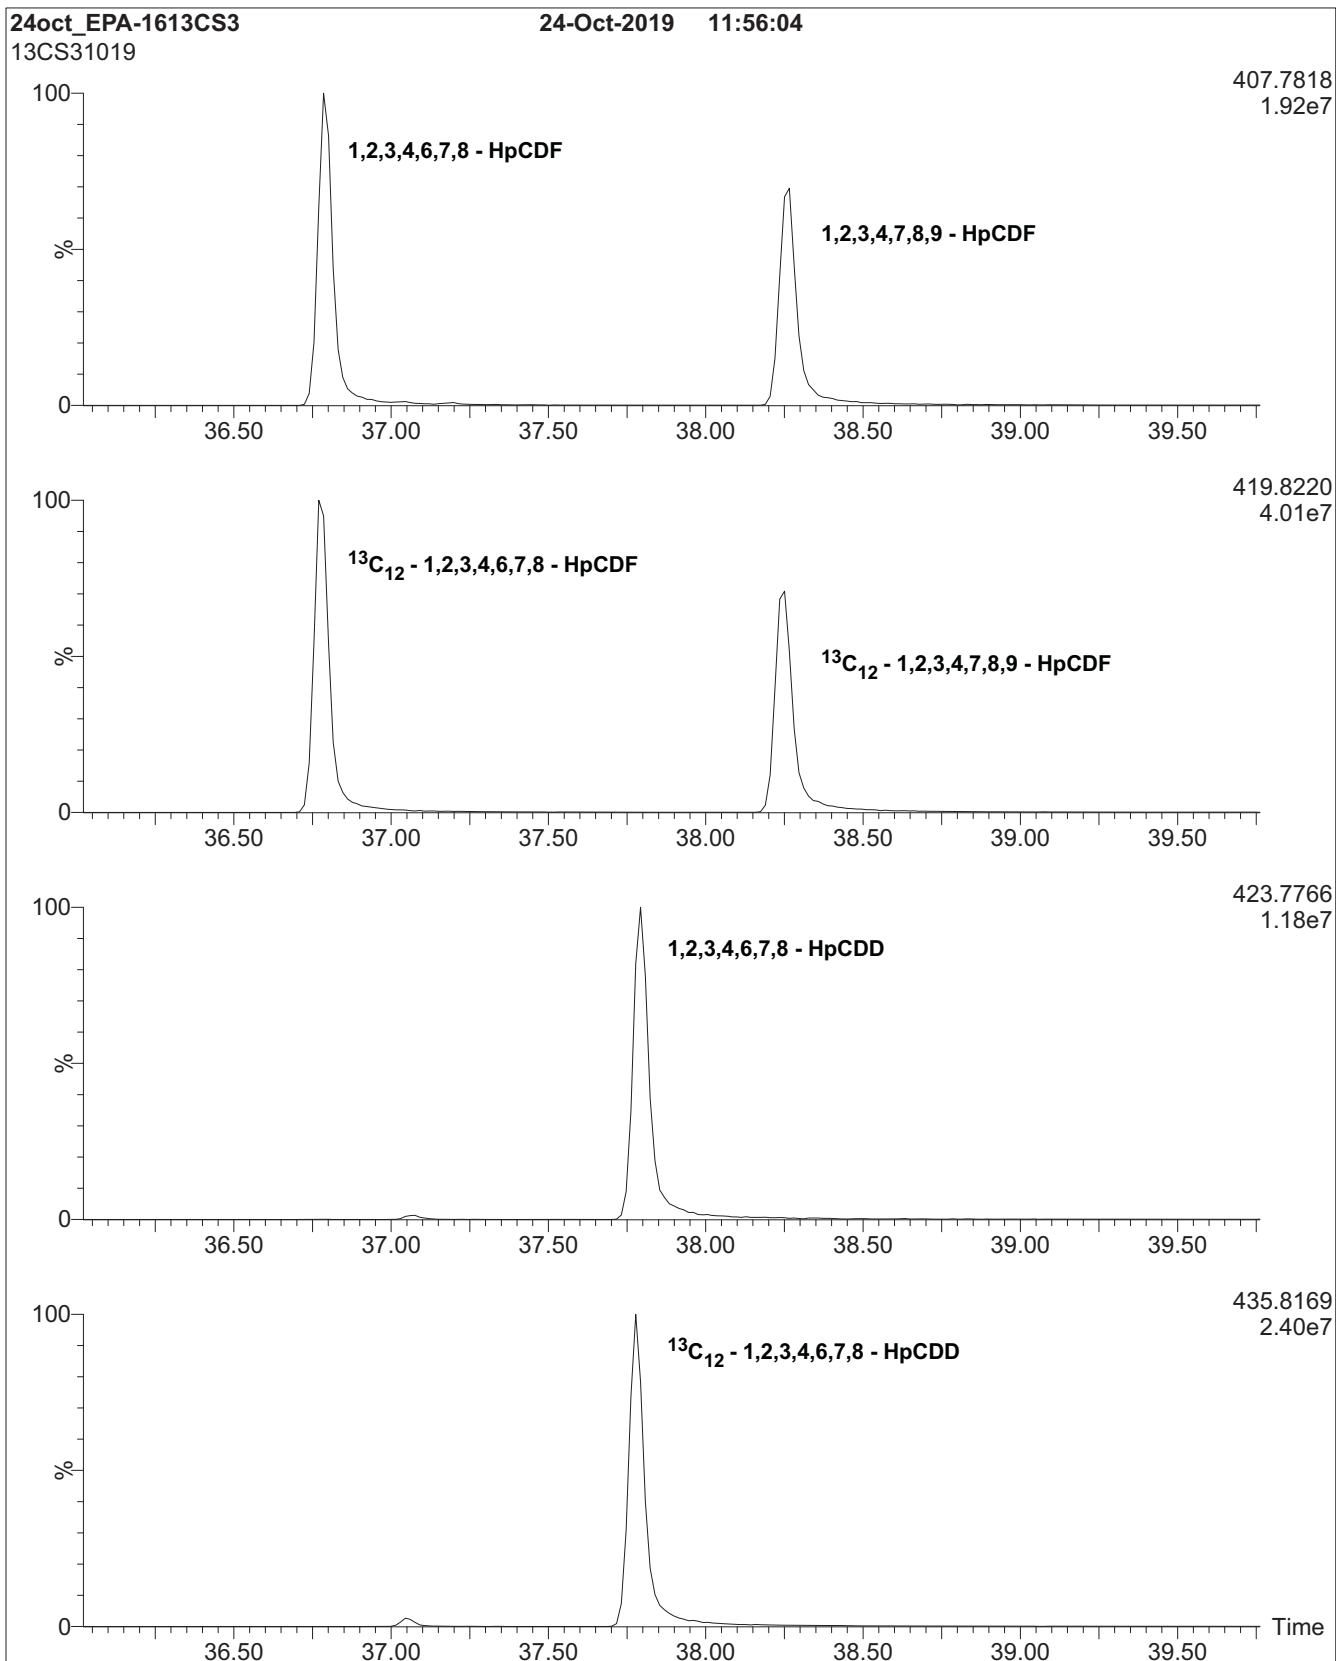 24oct_EPA-1613CS3 24-Oct-2019 11:56:04
13CS31019
407.7818
1.92e7
100
1,2,3,4,6,7,8 - HpCDF
1,2,3,4,7,8,9 - HpCDF
%
0
36.50 37.00 37.50 38.00 38.50 39.00 39.50
419.8220
4.01e7
100
13C12 - 1,2,3,4,6,7,8 - HpCDF
13C12 - 1,2,3,4,7,8,9 - HpCDF
%
0
36.50 37.00 37.50 38.00 38.50 39.00 39.50
423.7766
1.18e7
100
1,2,3,4,6,7,8 - HpCDD
%
0
36.50 37.00 37.50 38.00 38.50 39.00 39.50
435.8169
2.40e7
100
13C12 - 1,2,3,4,6,7,8 - HpCDD
%
0
Time
36.50 37.00 37.50 38.00 38.50 39.00 39.50